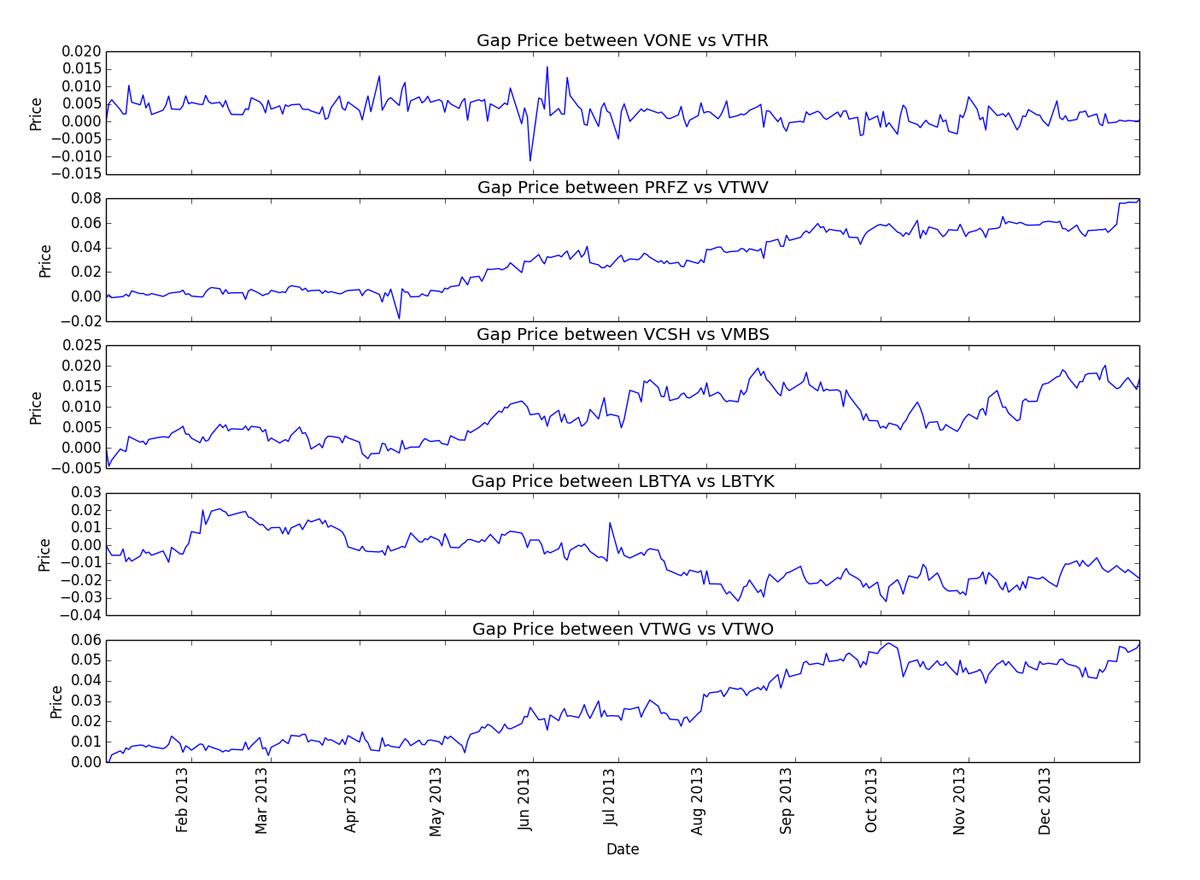 Gap Price between VONE vs VTHR
0.020
0.015
0.010
0.005
0.000
−0.005
−0.010
−0.015
Price
Gap Price between PRFZ vs VTWV
0.08
0.06
0.04
0.02
0.00
−0.02
Price
Gap Price between VCSH vs VMBS
0.025
0.020
0.015
0.010
0.005
0.000
−0.005
Price
Gap Price between LBTYA vs LBTYK
0.03
0.02
0.01
0.00
−0.01
−0.02
−0.03
−0.04
Price
Gap Price between VTWG vs VTWO
0.06
0.05
0.04
0.03
0.02
0.01
0.00
Price
Feb 2013
Mar 2013
Apr 2013
May 2013
Jun 2013
Jul 2013
Aug 2013
Sep 2013
Oct 2013
Nov 2013
Dec 2013
Date